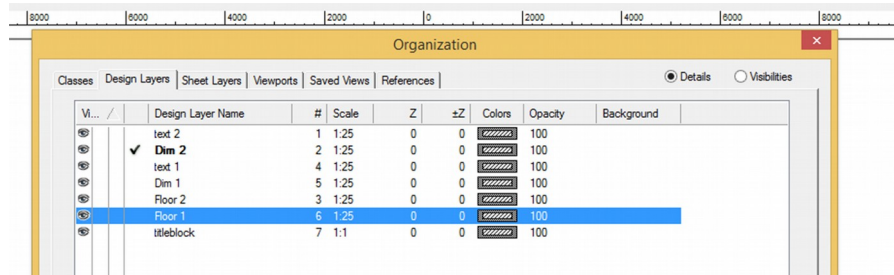 8000 6000 4000 2000 0 2000 4000 6000 8000
Organization
Classes Design Layers Sheet Layers Viewports Saved Views References Details Visibilities
Vi... Design Layer Name # Scale Z ±Z Colors Opacity Background
text 2 1 1:25 0 0 100
Dim 2 2 1:25 0 0 100
text 1 4 1:25 0 0 100
Dim 1 5 1:25 0 0 100
Floor 2 3 1:25 0 0 100
Floor 1 6 1:25 0 0 100
titleblock 7 1:1 0 0 100